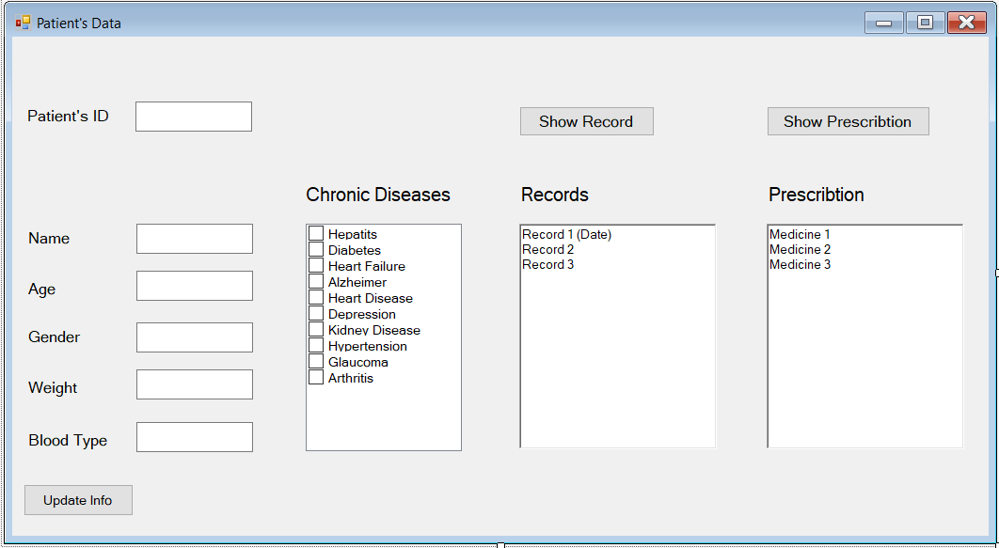 Patient's Data
Patient's ID
Show Record
Show Prescribtion
Chronic Diseases
Records
Prescribtion
Name
Age
Gender
Weight
Blood Type
Hepatits
Diabetes
Heart Failure
Alzheimer
Heart Disease
Depression
Kidney Disease
Hypertension
Glaucoma
Arthritis
Record 1 (Date)
Record 2
Record 3
Medicine 1
Medicine 2
Medicine 3
Update Info